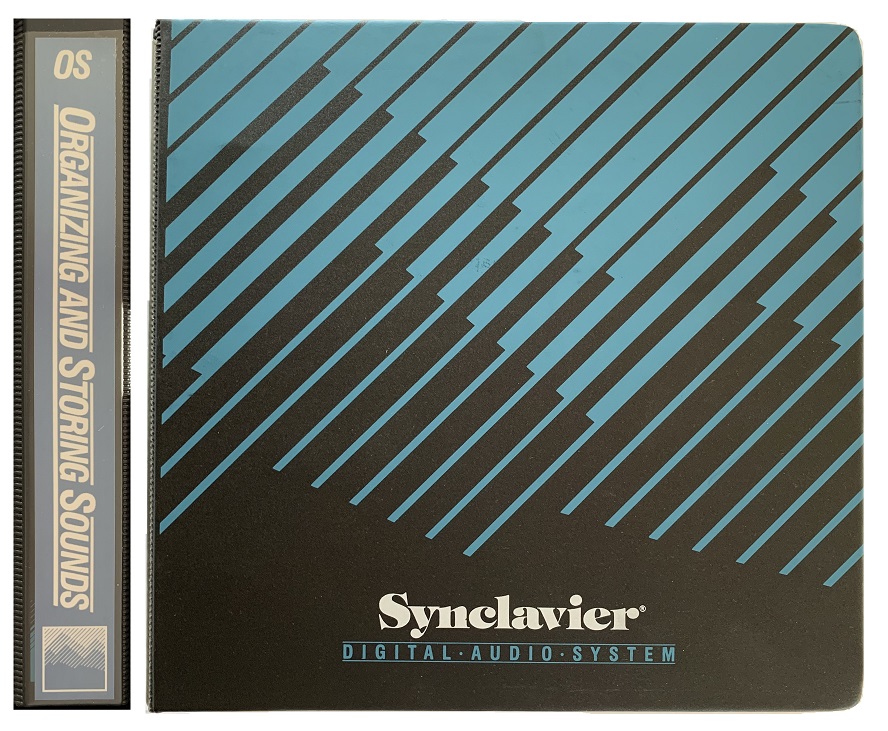 OS
ORGANIZING AND STORING SOUNDS
Synclavier®
DIGITAL·AUDIO·SYSTEM